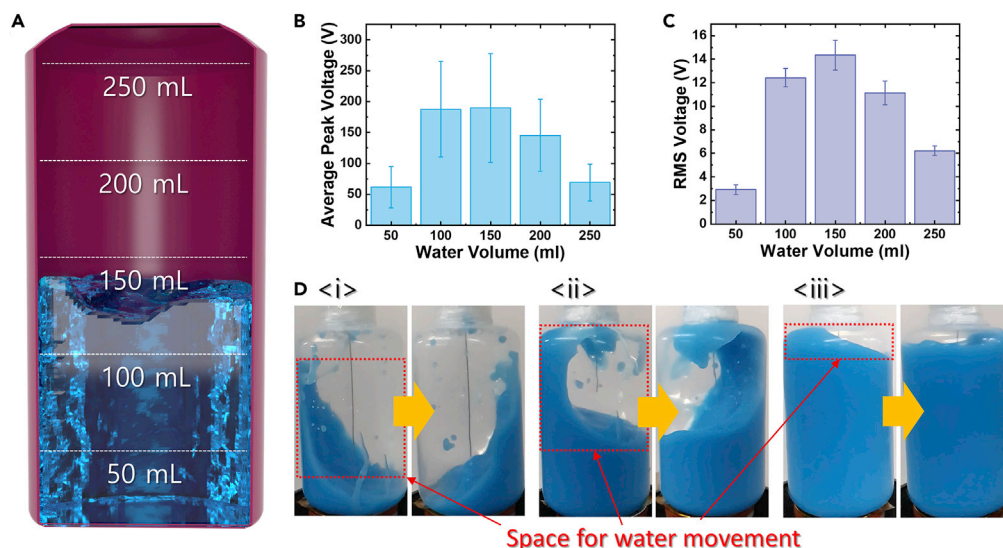 A
250 mL
200 mL
150 mL
100 mL
50 mL
B
Average Peak Voltage (V)
300
250
200
150
100
50
0
50 100 150 200 250
Water Volume (ml)
C
RMS Voltage (V)
16
14
12
10
8
6
4
2
0
50 100 150 200 250
Water Volume (ml)
D
<i> <ii> <iii>
Space for water movement